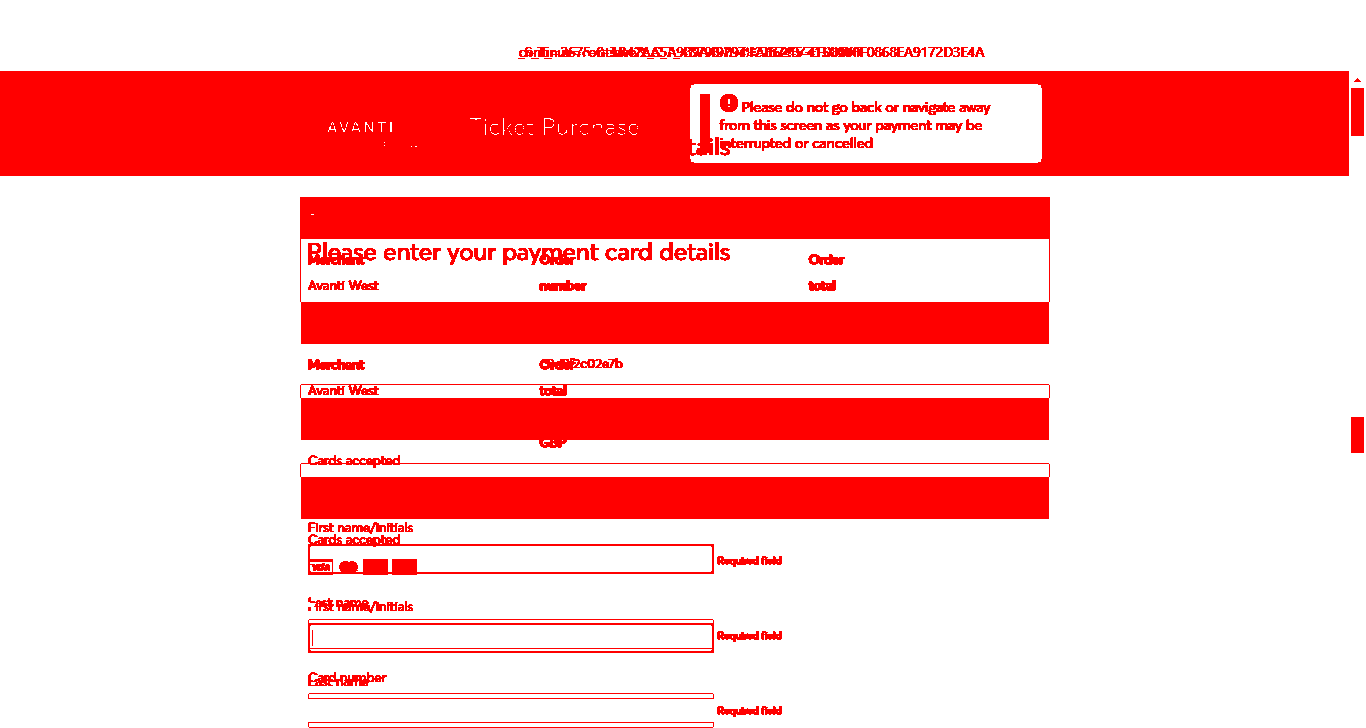 AVANTI
Ticket Purchase
Please do not go back or navigate away
from this screen as your payment may be
interrupted or cancelled
tails
Please enter your payment card details
Merchant
Order
Order
Avanti West
number
total
Merchant
Order
2c02e7b
Avanti West
total
GBP
Cards accepted
First name/Initials
Cards accepted
Required field
VISA
Last name
First name/Initials
Required field
Card number
Last name
Required field